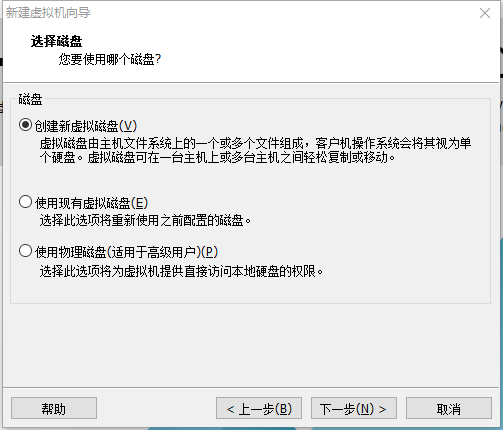 新建虚拟机向导
选择磁盘
您要使用哪个磁盘?
磁盘
创建新虚拟磁盘(V)
虚拟磁盘由主机文件系统上的一个或多个文件组成，客户机操作系统会将其视为单
个硬盘。虚拟磁盘可在一台主机上或多台主机之间轻松复制或移动。
使用现有虚拟磁盘(E)
选择此选项将重新使用之前配置的磁盘。
使用物理磁盘(适用于高级用户)(P)
选择此选项将为虚拟机提供直接访问本地硬盘的权限。
帮助
< 上一步(B)
下一步(N) >
取消